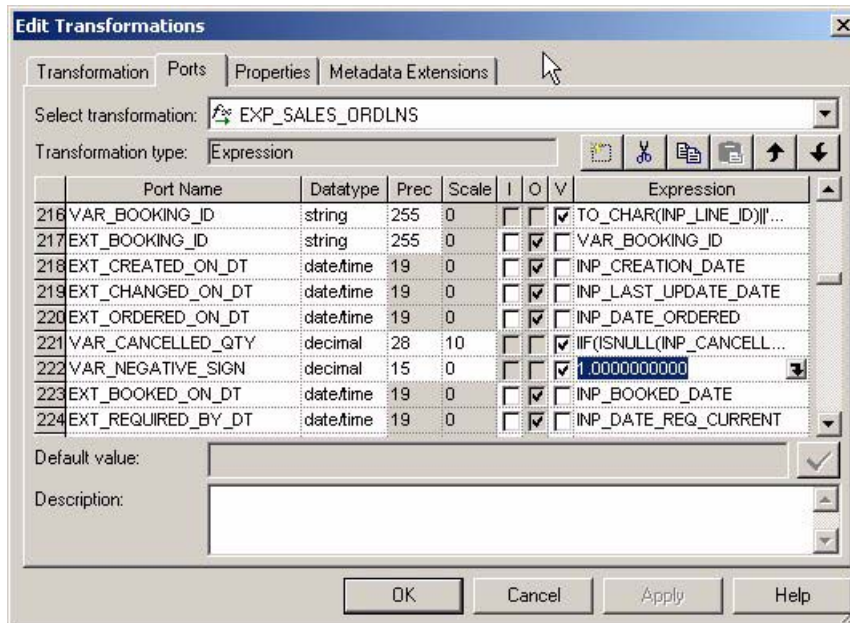 Edit Transformations
Transformation Ports Properties Metadata Extensions
Select transformation: EXP_SALES_ORDLNS
Transformation type: Expression
Port Name Datatype Prec Scale I O V Expression
216 VAR_BOOKING_ID string 255 0 TO_CHAR(INP_LINE_ID)||'...
217 EXT_BOOKING_ID string 255 0 VAR_BOOKING_ID
218 EXT_CREATED_ON_DT date/time 19 0 INP_CREATION_DATE
219 EXT_CHANGED_ON_DT date/time 19 0 INP_LAST_UPDATE_DATE
220 EXT_ORDERED_ON_DT date/time 19 0 INP_DATE_ORDERED
221 VAR_CANCELLED_QTY decimal 28 10 IIF(ISNULL(INP_CANCELL...
222 VAR_NEGATIVE_SIGN decimal 15 0 1.0000000000
223 EXT_BOOKED_ON_DT date/time 19 0 INP_BOOKED_DATE
224 EXT_REQUIRED_BY_DT date/time 19 0 INP_DATE_REQ_CURRENT
Default value:
Description:
OK Cancel Apply Help